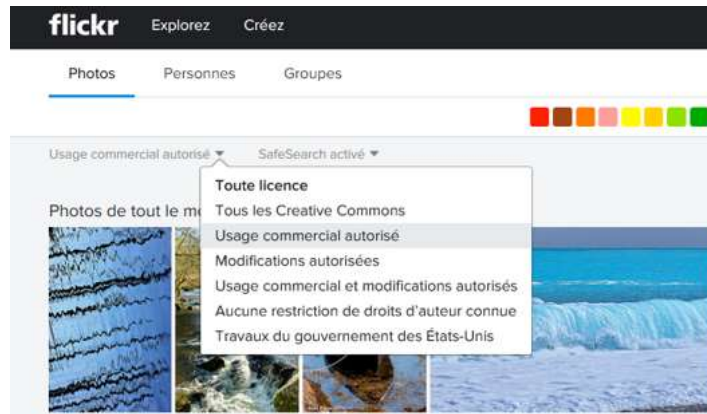 flickr Explorez Créez
Photos Personnes Groupes
Usage commercial autorisé SafeSearch activé
Toute licence
Photos de tout le
Tous les Creative Commons
Usage commercial autorisé
Modifications autorisées
Usage commercial et modifications autorisés
Aucune restriction de droits d'auteur connue
Travaux du gouvernement des États-Unis